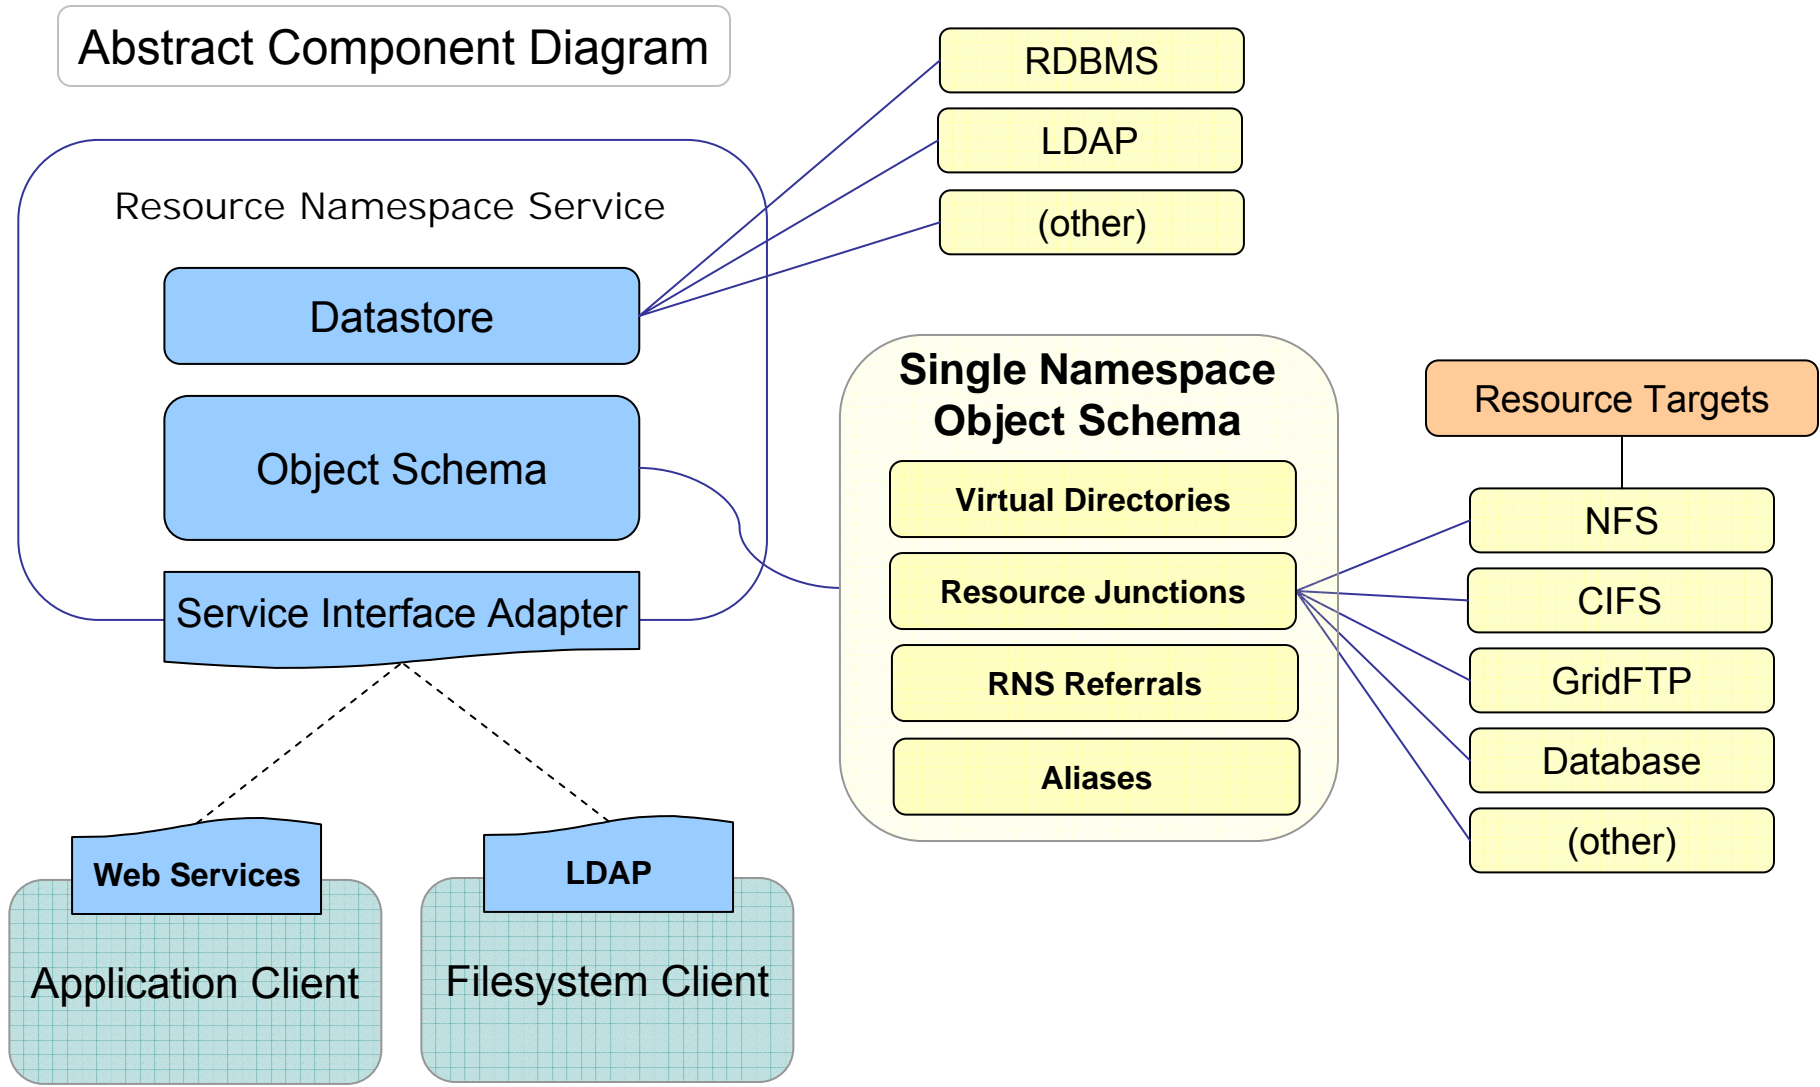 Abstract Component Diagram
RDBMS
LDAP
(other)
Resource Namespace Service
Datastore
Object Schema
Service Interface Adapter
Single Namespace
Object Schema
Virtual Directories
Resource Junctions
RNS Referrals
Aliases
Resource Targets
NFS
CIFS
GridFTP
Database
(other)
Web Services
Application Client
LDAP
Filesystem Client